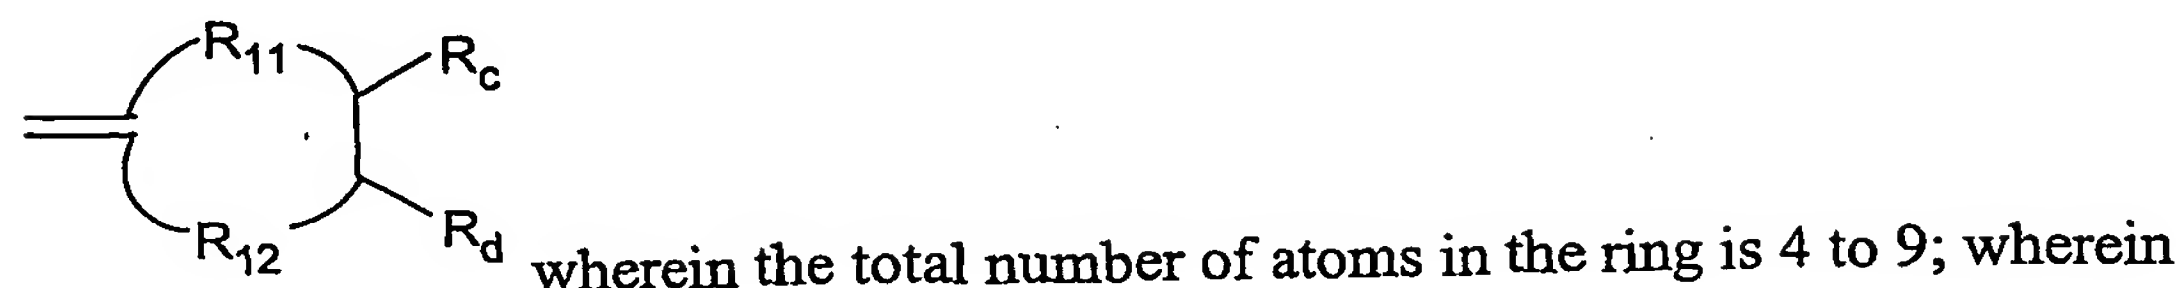 R11
Rc
R12
Rd
wherein the total number of atoms in the ring is 4 to 9; wherein